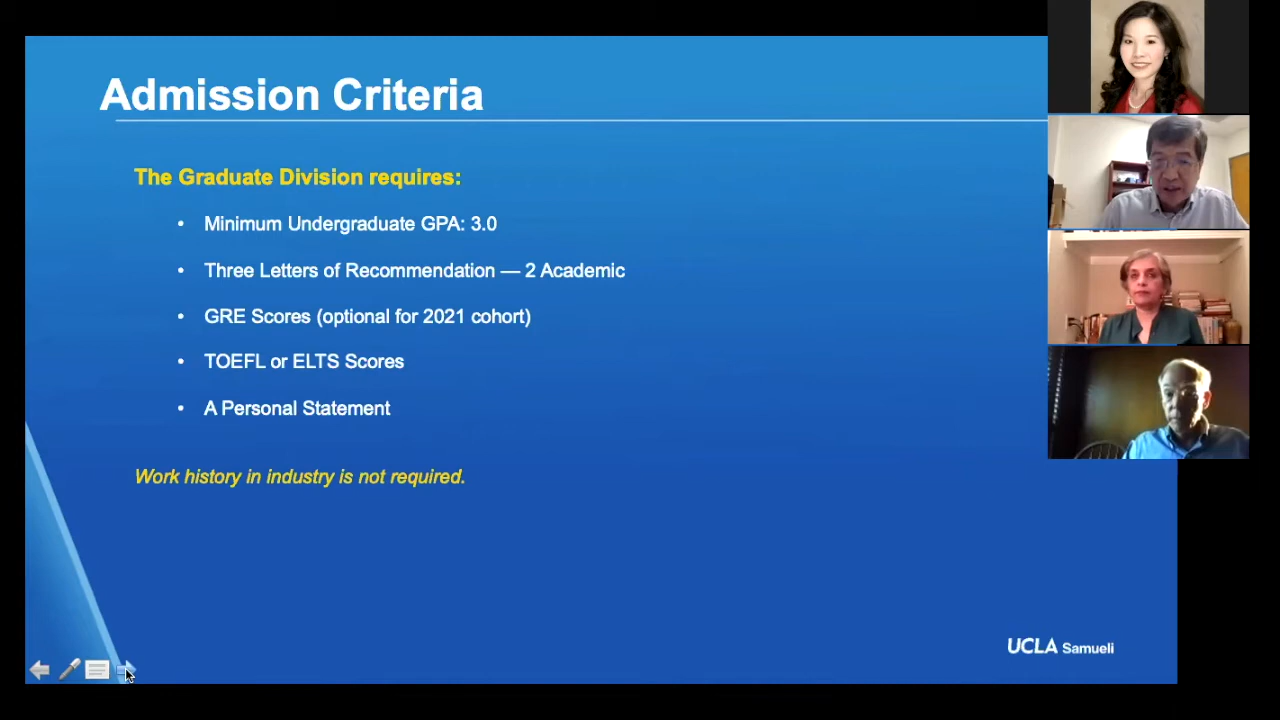 Admission Criteria
The Graduate Division requires:
• Minimum Undergraduate GPA: 3.0
• Three Letters of Recommendation — 2 Academic
• GRE Scores (optional for 2021 cohort)
• TOEFL or ELTS Scores
• A Personal Statement
Work history in industry is not required.
UCLA Samueli